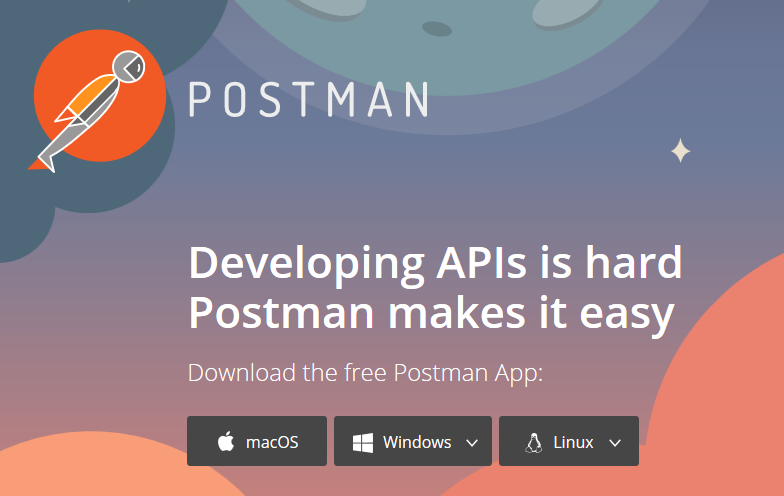 POSTMAN
Developing APIs is hard
Postman makes it easy
Download the free Postman App:
macOS Windows Linux